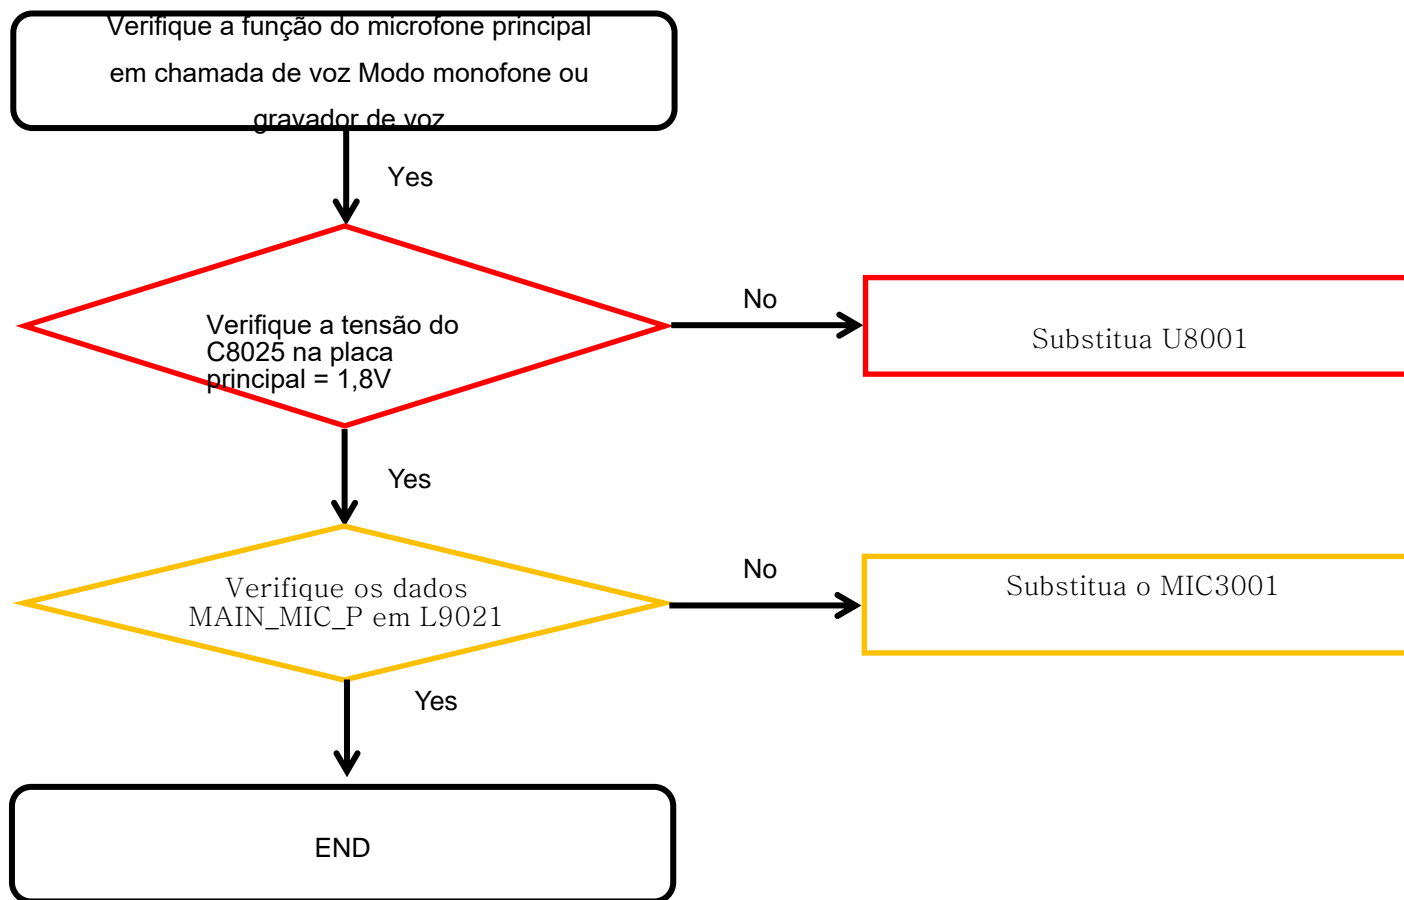 Verifique a função do microfone principal
em chamada de voz Modo monofone ou
gravador de voz
Yes
Verifique a tensão do
C8025 na placa
principal = 1,8V
No
Substitua U8001
Yes
Verifique os dados
MAIN_MIC_P em L9021
No
Substitua o MIC3001
Yes
END